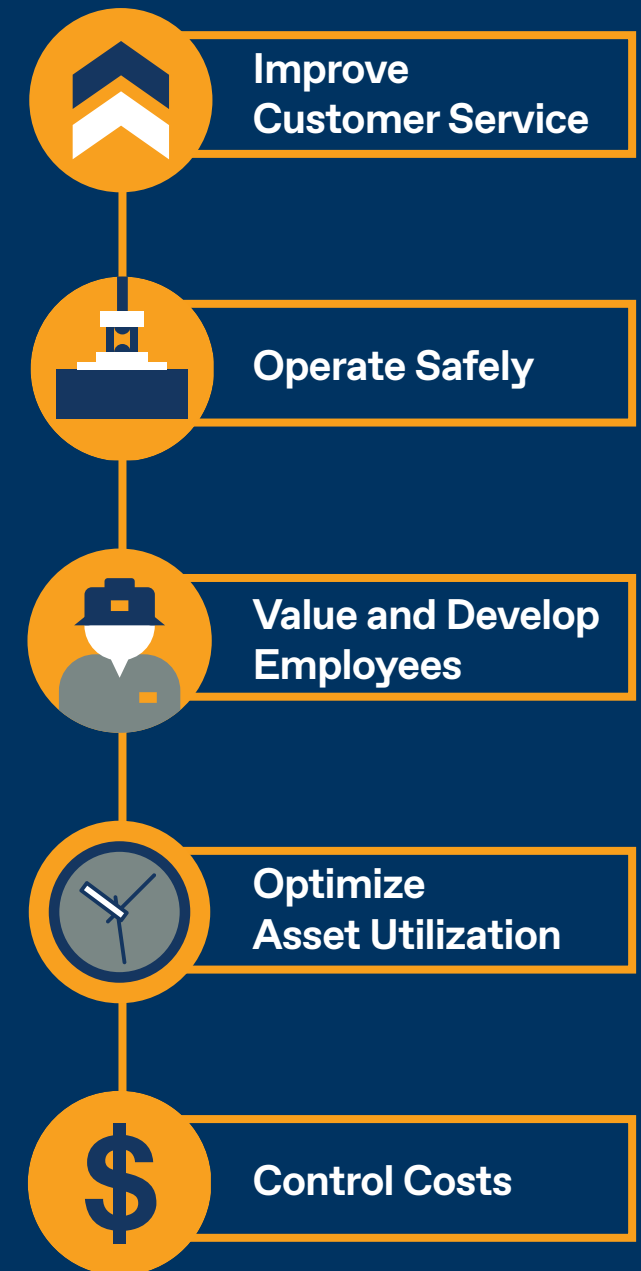 Improve
Customer Service
Operate Safely
Value and Develop
Employees
Optimize
Asset Utilization
$
Control Costs